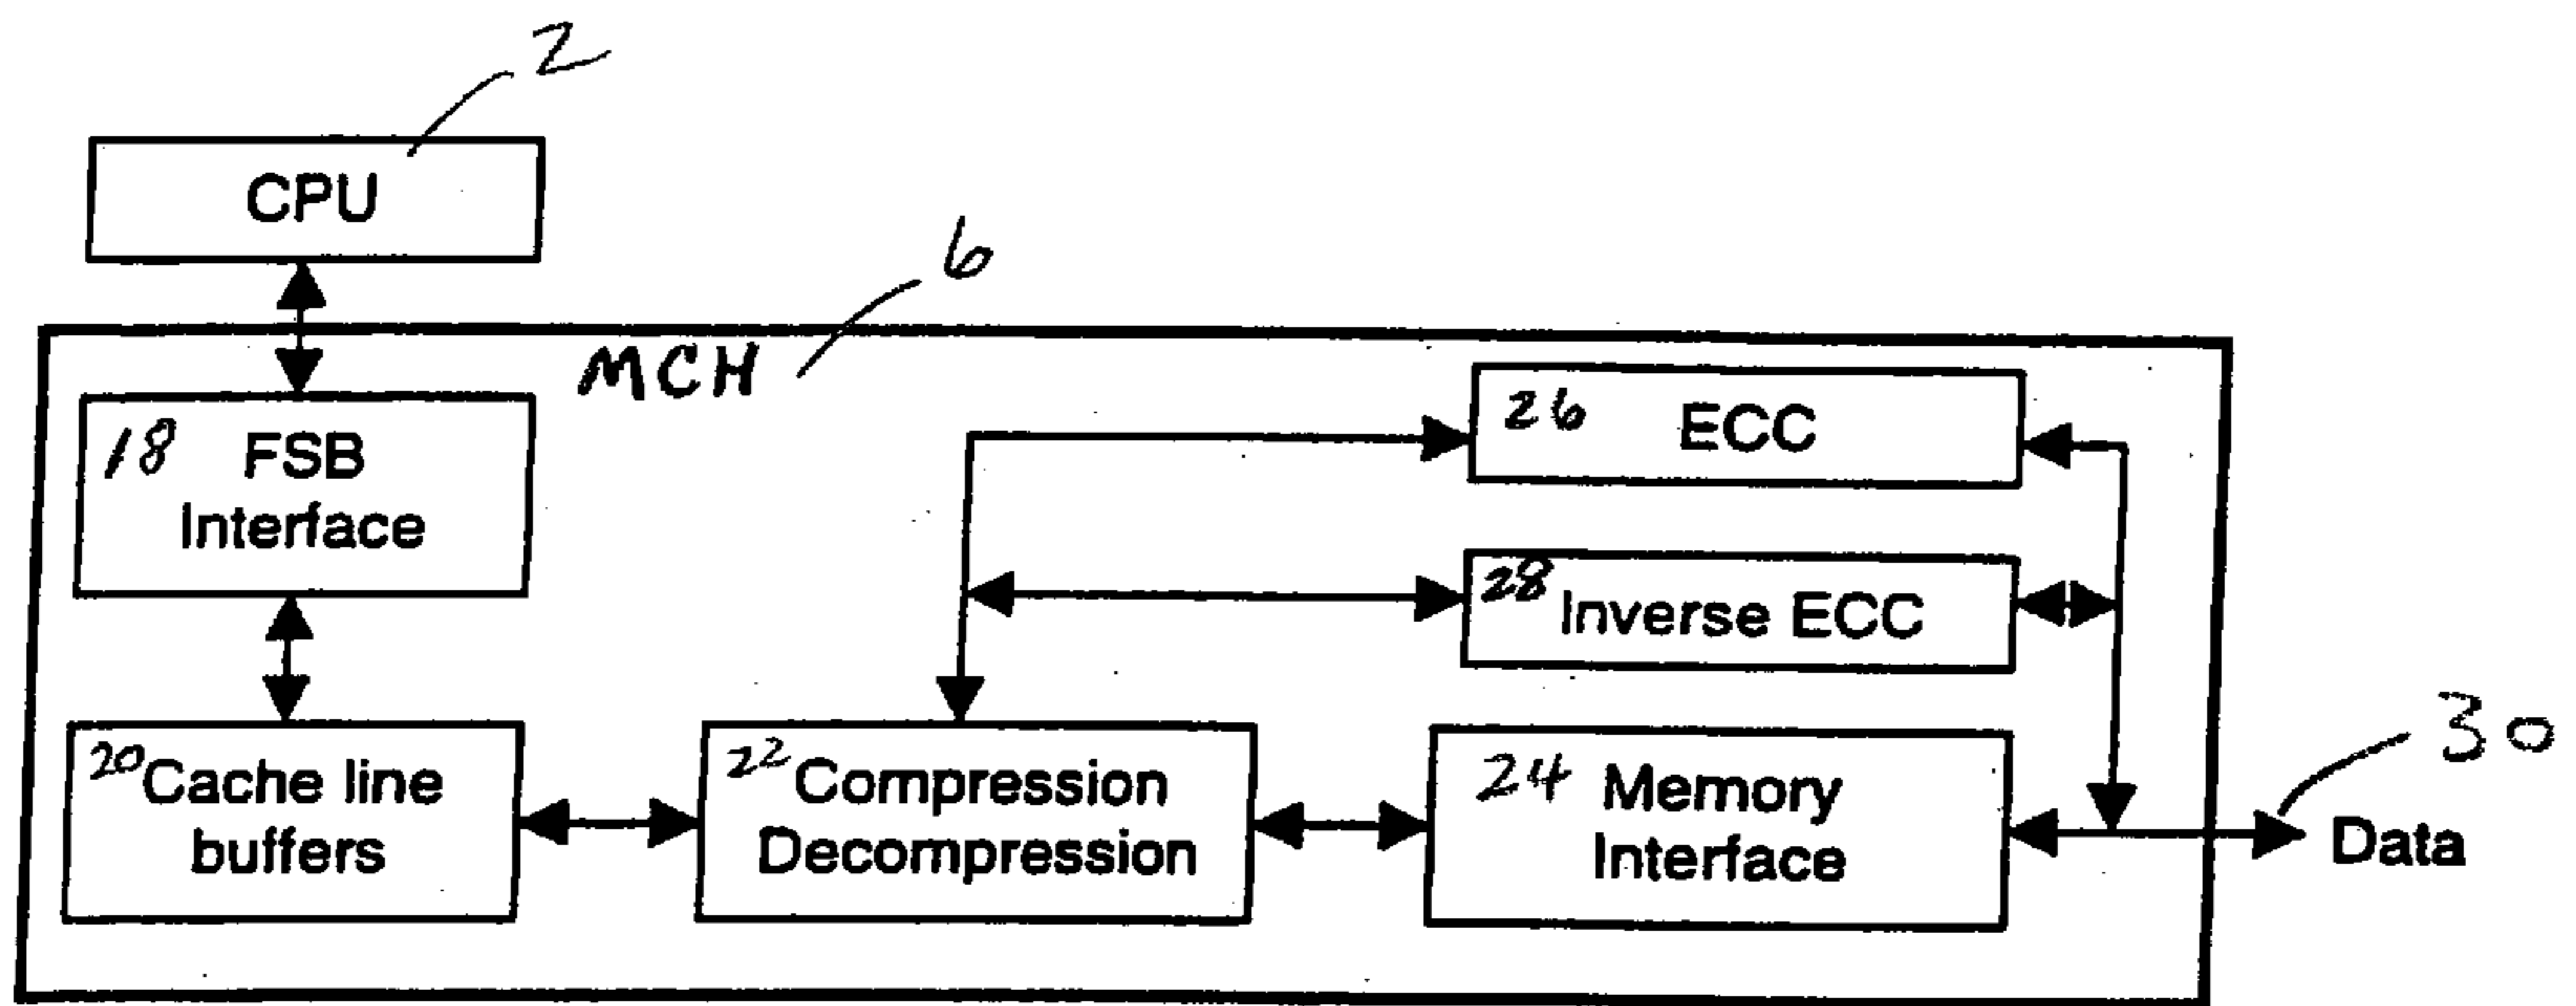 2
CPU
6
MCH
18 FSB
Interface
26 ECC
28 Inverse ECC
20 Cache line
buffers
22 Compression
Decompression
24 Memory
Interface
30
Data